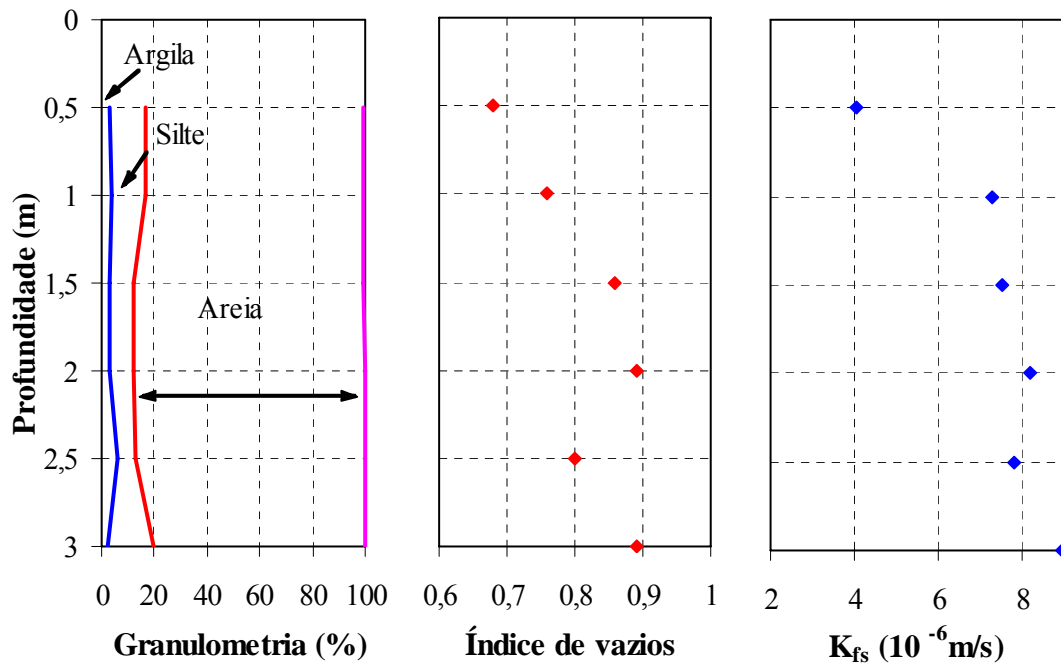 0
0,5
1
1,5
2
2,5
3
Profundidade (m)
Argila
Silte
Areia
0 20 40 60 80 100
Granulometria (%)
0,6 0,7 0,8 0,9 1
Índice de vazios
2 4 6 8
K_fs (10 ⁻⁶ m/s)